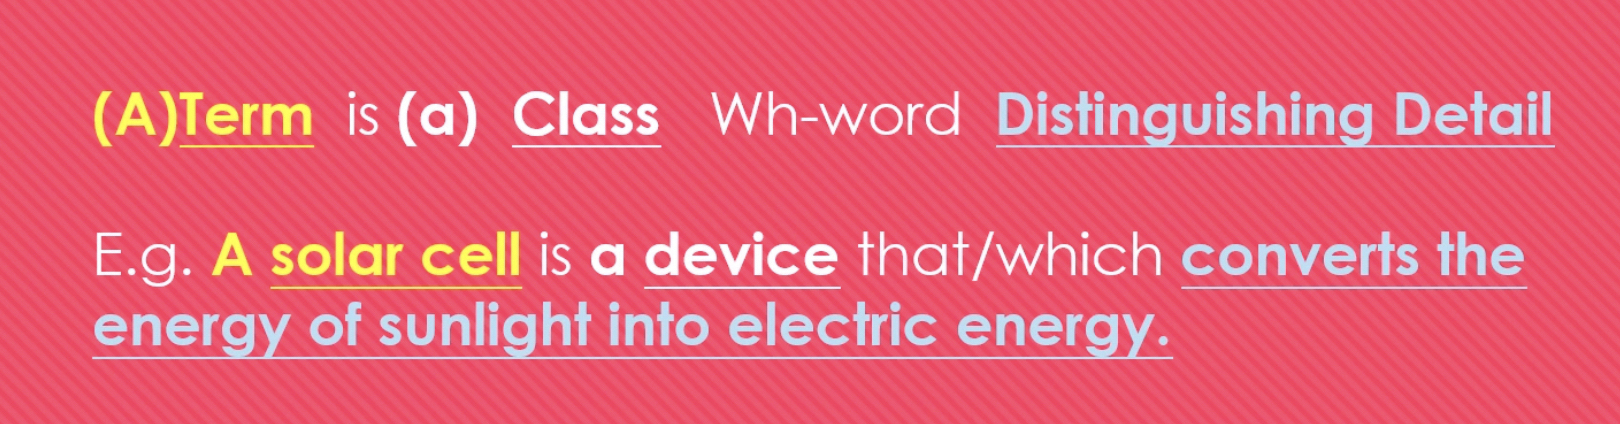 (A)Term is (a) Class Wh-word Distinguishing Detail
E.g. A solar cell is a device that/which converts the
energy of sunlight into electric energy.